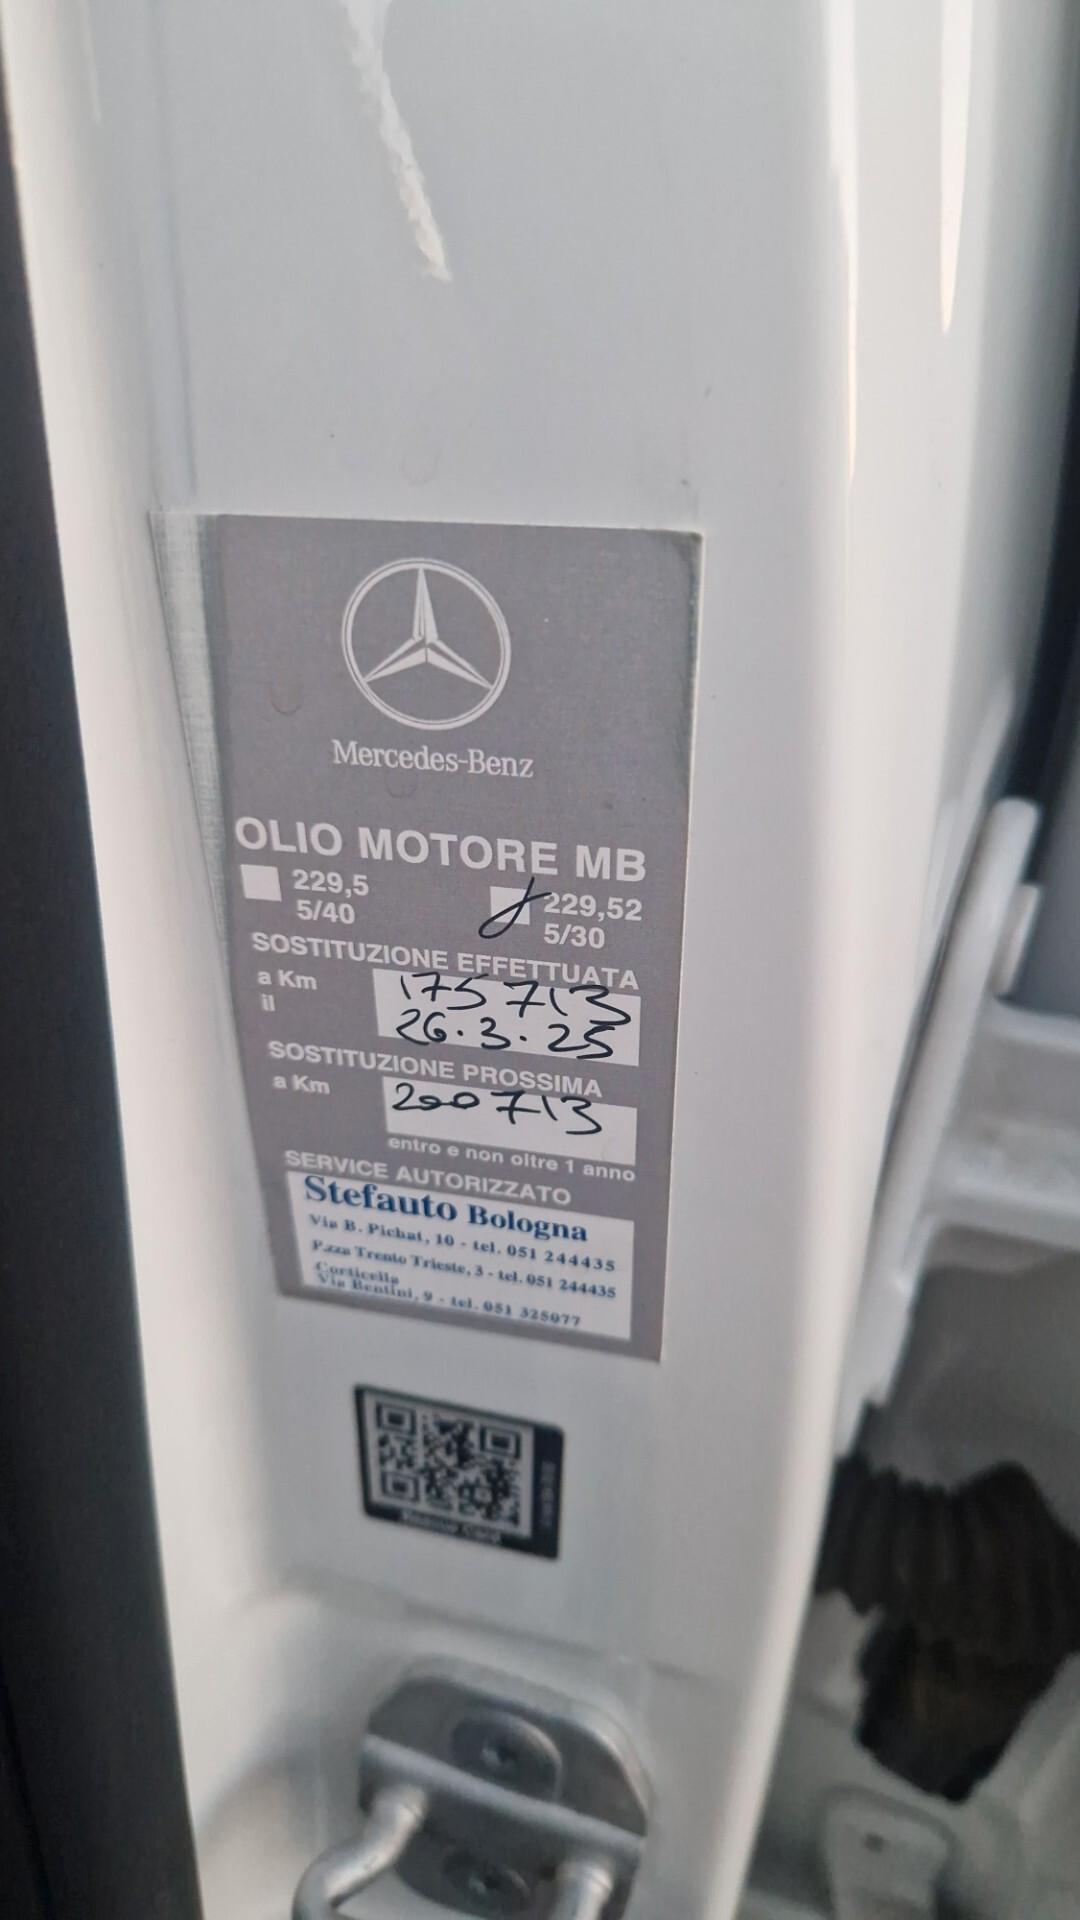 Mercedes-Benz
OLIO MOTORE MB
229,5
5/40
229,52
5/30
SOSTITUZIONE EFFETTUATA
a Km 175 713
il 26.3.25
SOSTITUZIONE PROSSIMA
a Km 200713
entro e non oltre 1 anno
SERVICE AUTORIZZATO
Stefauto Bologna
Via B. Pichat, 10 - tel. 051 244435
P.zza Trento Trieste, 3 - tel. 051 244435
Corticella
Via Bentini, 9 - tel. 051 325077